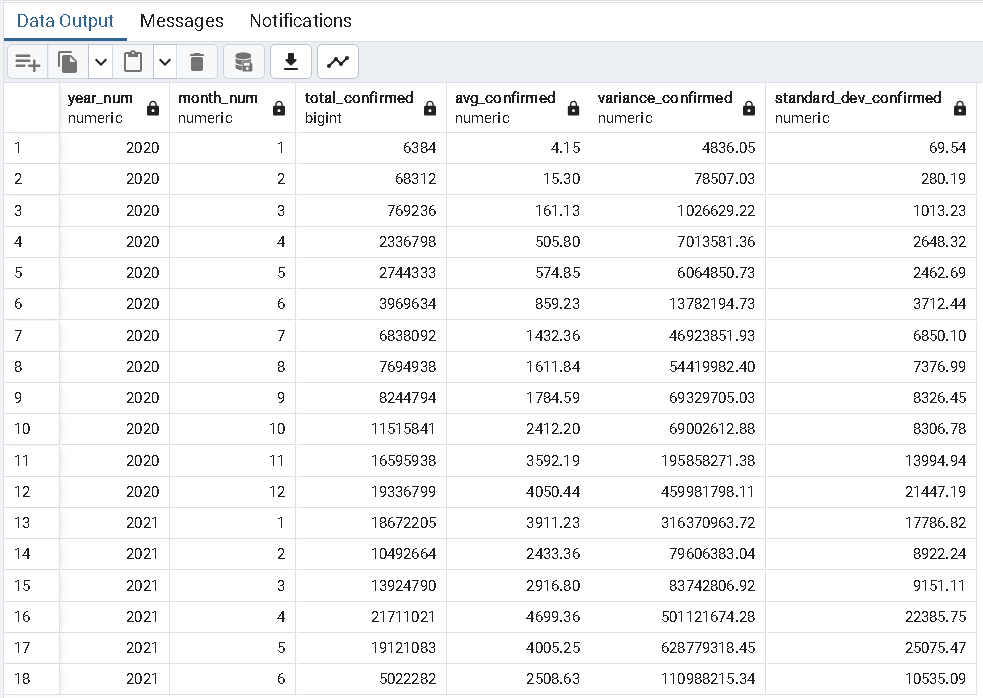 Data Output Messages Notifications
year_num month_num total_confirmed avg_confirmed variance_confirmed standard_dev_confirmed
numeric numeric bigint numeric numeric numeric
1 2020 1 6384 4.15 4836.05 69.54
2 2020 2 68312 15.30 78507.03 280.19
3 2020 3 769236 161.13 1026629.22 1013.23
4 2020 4 2336798 505.80 7013581.36 2648.32
5 2020 5 2744333 574.85 6064850.73 2462.69
6 2020 6 3969634 859.23 13782194.73 3712.44
7 2020 7 6838092 1432.36 46923851.93 6850.10
8 2020 8 7694938 1611.84 54419982.40 7376.99
9 2020 9 8244794 1784.59 69329705.03 8326.45
10 2020 10 11515841 2412.20 69002612.88 8306.78
11 2020 11 16595938 3592.19 195858271.38 13994.94
12 2020 12 19336799 4050.44 459981798.11 21447.19
13 2021 1 18672205 3911.23 316370963.72 17786.82
14 2021 2 10492664 2433.36 79606383.04 8922.24
15 2021 3 13924790 2916.80 83742806.92 9151.11
16 2021 4 21711021 4699.36 501121674.28 22385.75
17 2021 5 19121083 4005.25 628779318.45 25075.47
18 2021 6 5022282 2508.63 110988215.34 10535.09